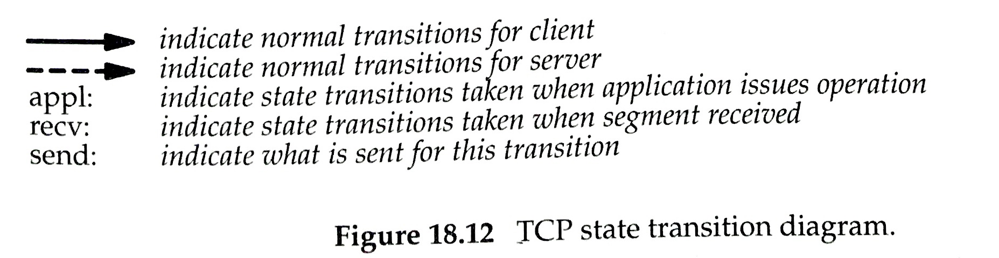 indicate normal transitions for client
indicate normal transitions for server
appl: indicate state transitions taken when application issues operation
recv: indicate state transitions taken when segment received
send: indicate what is sent for this transition
Figure 18.12 TCP state transition diagram.